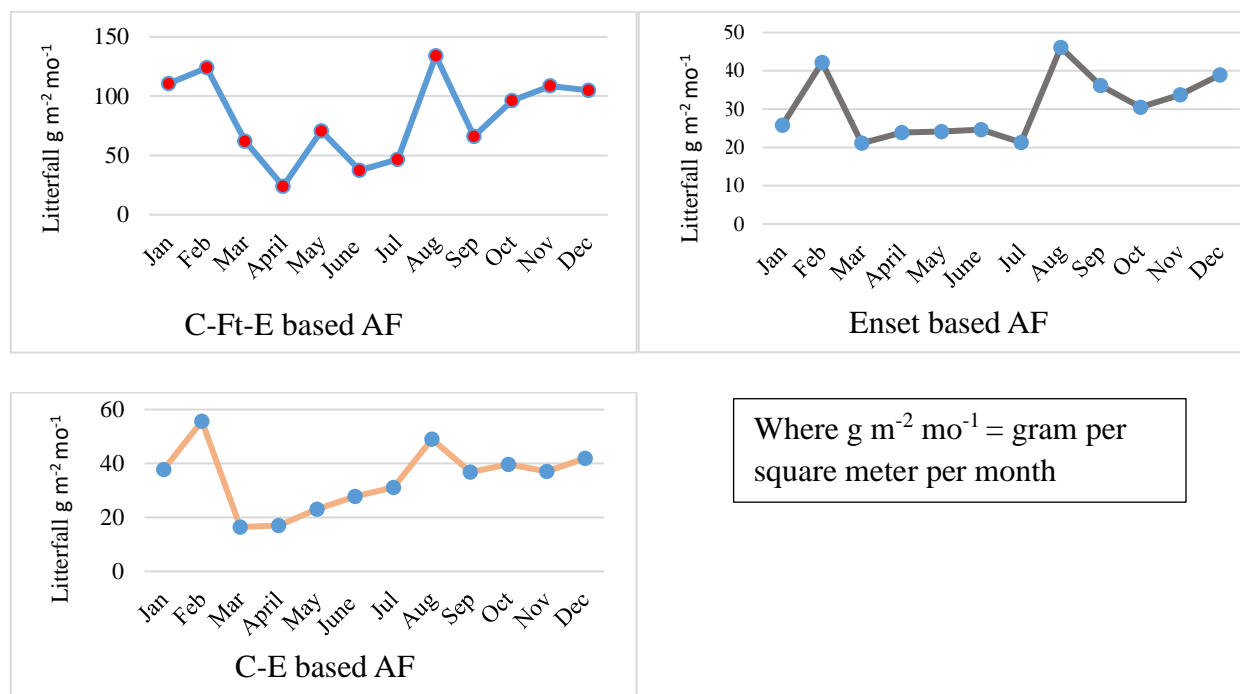 Litterfall g m⁻² mo⁻¹
150
100
50
0
Jan Feb Mar April May June Jul Aug Sep Oct Nov Dec
C-Ft-E based AF
Litterfall g m⁻² mo⁻¹
50
40
30
20
10
0
Jan Feb Mar April May June Jul Aug Sep Oct Nov Dec
Enset based AF
Litterfall g m⁻² mo⁻¹
60
40
20
0
Jan Feb Mar April May June Jul Aug Sep Oct Nov Dec
C-E based AF
Where g m⁻² mo⁻¹ = gram per
square meter per month